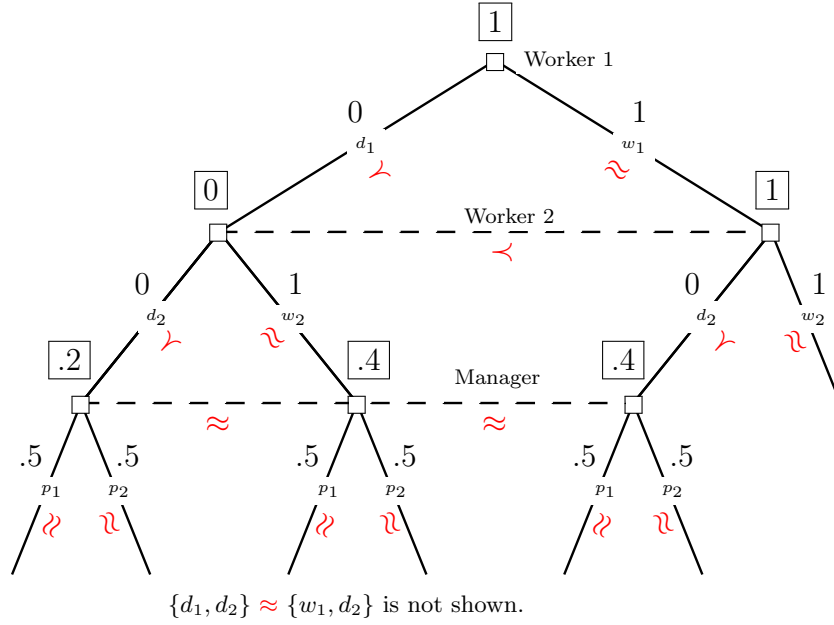 1
Worker 1
0 1
d₁ w₁
≺ ≈
0 1
Worker 2
≺
0 1 0 1
d₂ w₂ d₂ w₂
≺ ≈ ≺ ≈
.2 .4 Manager .4
≈ ≈
.5 .5 .5 .5 .5 .5
p₁ p₂ p₁ p₂ p₁ p₂
≈ ≈ ≈ ≈ ≈ ≈
{d₁, d₂} ≈ {w₁, d₂} is not shown.